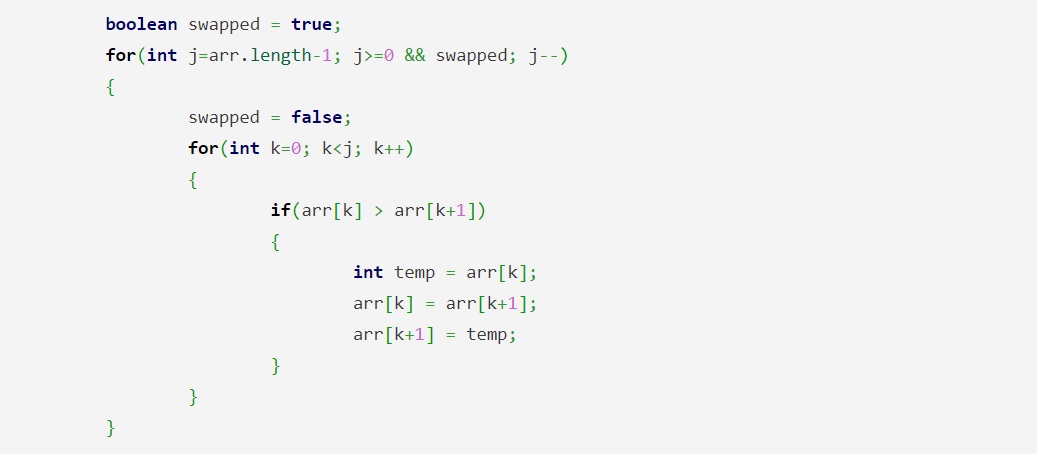 boolean swapped = true;
for(int j=arr.length-1; j>=0 && swapped; j--)
{
swapped = false;
for(int k=0; k<j; k++)
{
if(arr[k] > arr[k+1])
{
int temp = arr[k];
arr[k] = arr[k+1];
arr[k+1] = temp;
}
}
}